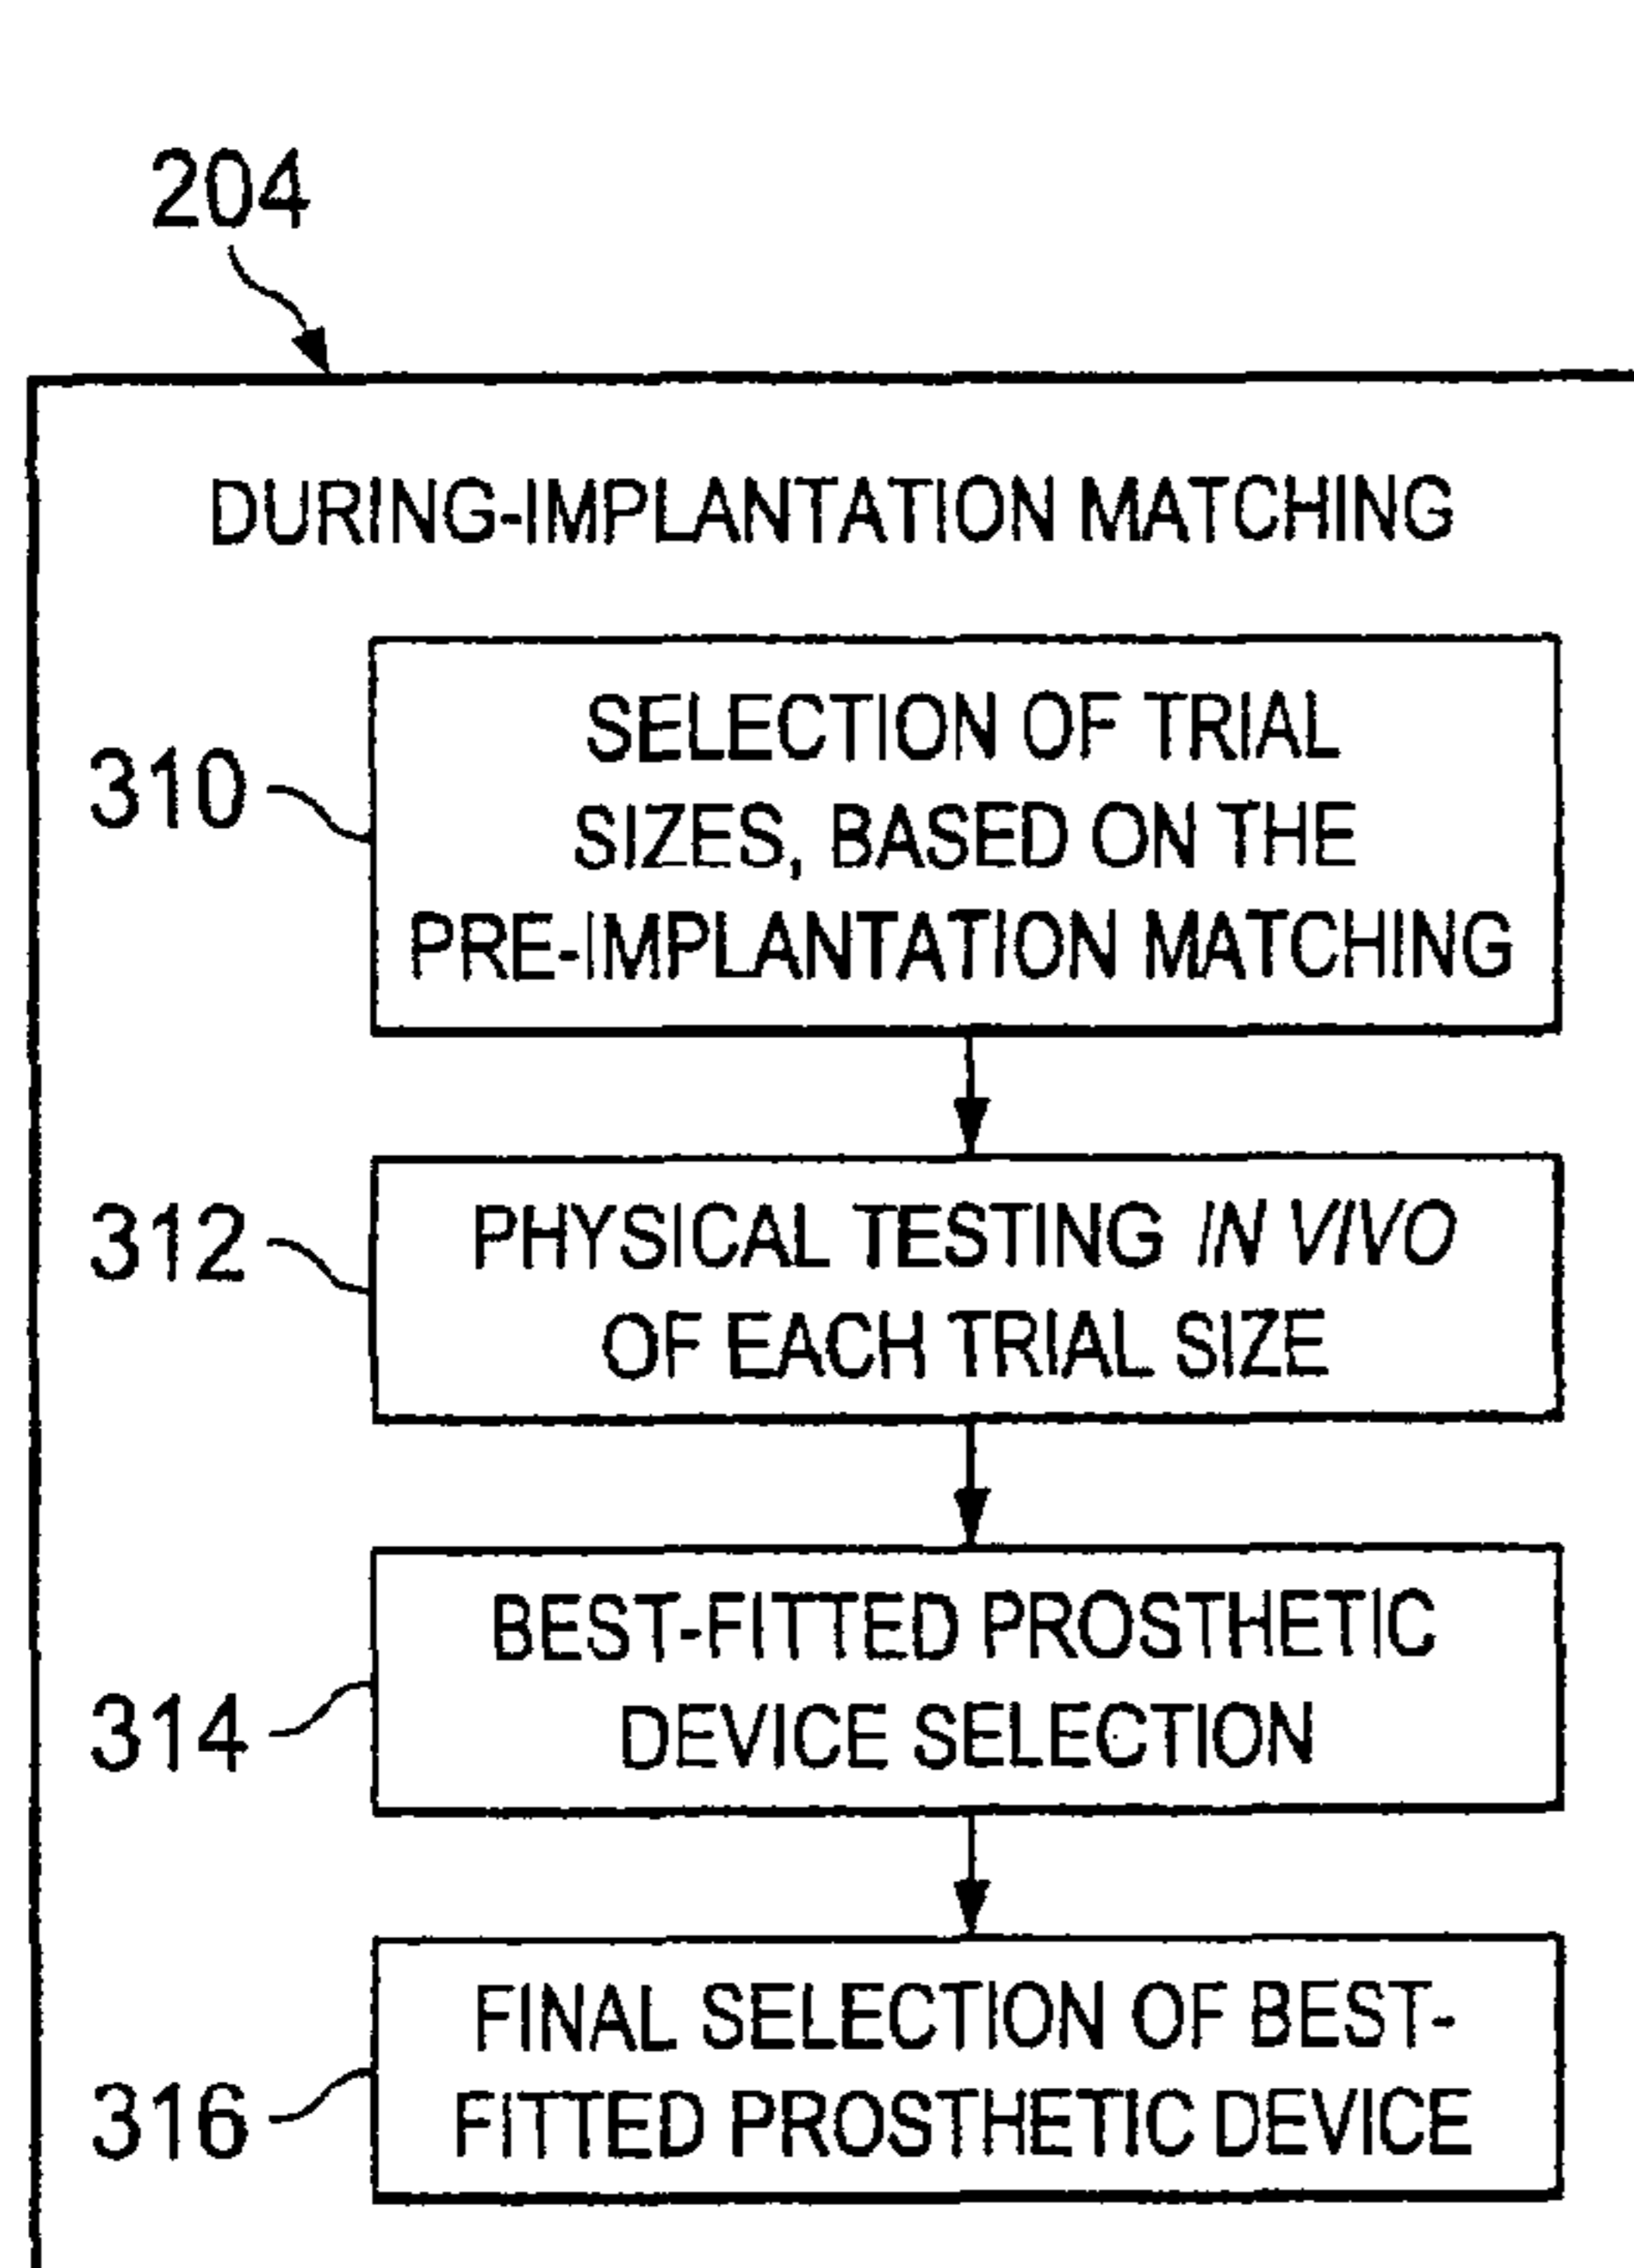 204
DURING-IMPLANTATION MATCHING
310
SELECTION OF TRIAL
SIZES, BASED ON THE
PRE-IMPLANTATION MATCHING
312
PHYSICAL TESTING IN VIVO
OF EACH TRIAL SIZE
314
BEST-FITTED PROSTHETIC
DEVICE SELECTION
316
FINAL SELECTION OF BEST-
FITTED PROSTHETIC DEVICE